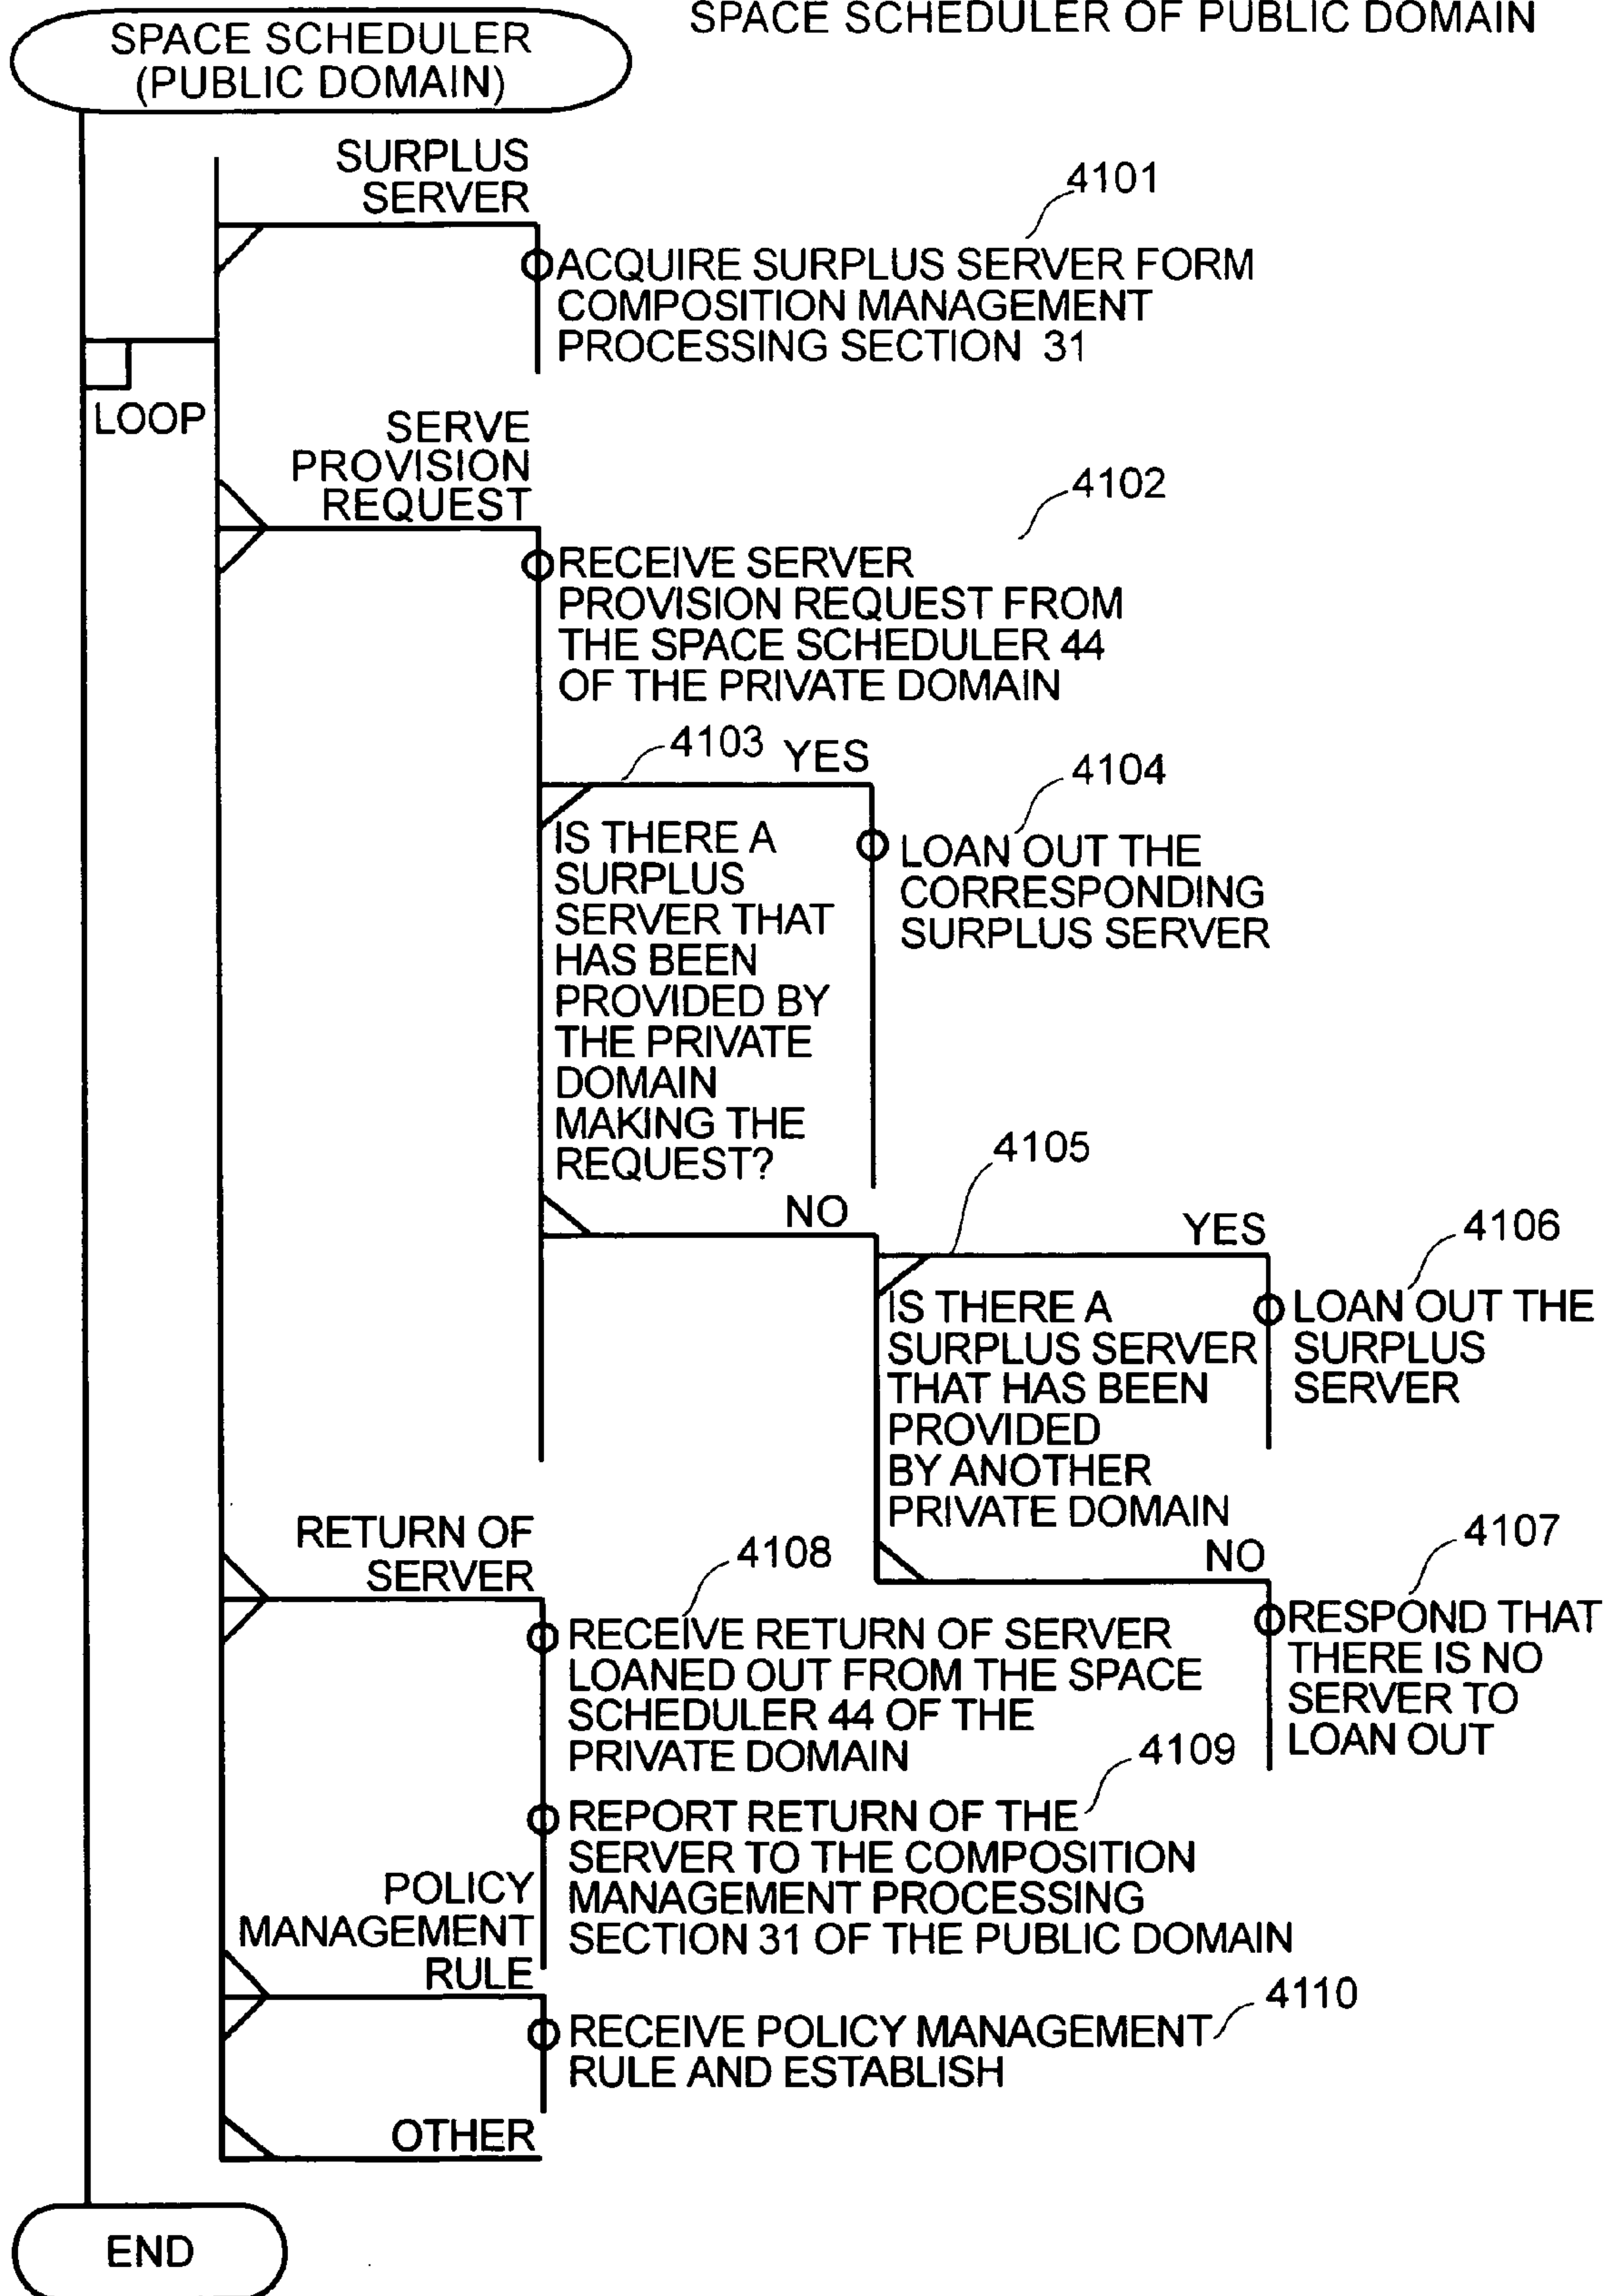 SPACE SCHEDULER OF PUBLIC DOMAIN
SPACE SCHEDULER
(PUBLIC DOMAIN)
SURPLUS
SERVER
4101
ACQUIRE SURPLUS SERVER FORM
COMPOSITION MANAGEMENT
PROCESSING SECTION 31
LOOP
SERVE
PROVISION
REQUEST
4102
RECEIVE SERVER
PROVISION REQUEST FROM
THE SPACE SCHEDULER 44
OF THE PRIVATE DOMAIN
4103
YES
IS THERE A
SURPLUS
SERVER THAT
HAS BEEN
PROVIDED BY
THE PRIVATE
DOMAIN
MAKING THE
REQUEST?
4104
LOAN OUT THE
CORRESPONDING
SURPLUS SERVER
NO
4105
YES
IS THERE A
SURPLUS SERVER
THAT HAS BEEN
PROVIDED
BY ANOTHER
PRIVATE DOMAIN
4106
LOAN OUT THE
SURPLUS
SERVER
NO
4107
RESPOND THAT
THERE IS NO
SERVER TO
LOAN OUT
RETURN OF
SERVER
4108
RECEIVE RETURN OF SERVER
LOANED OUT FROM THE SPACE
SCHEDULER 44 OF THE
PRIVATE DOMAIN
4109
REPORT RETURN OF THE
SERVER TO THE COMPOSITION
MANAGEMENT PROCESSING
SECTION 31 OF THE PUBLIC DOMAIN
POLICY
MANAGEMENT
RULE
4110
RECEIVE POLICY MANAGEMENT
RULE AND ESTABLISH
OTHER
END